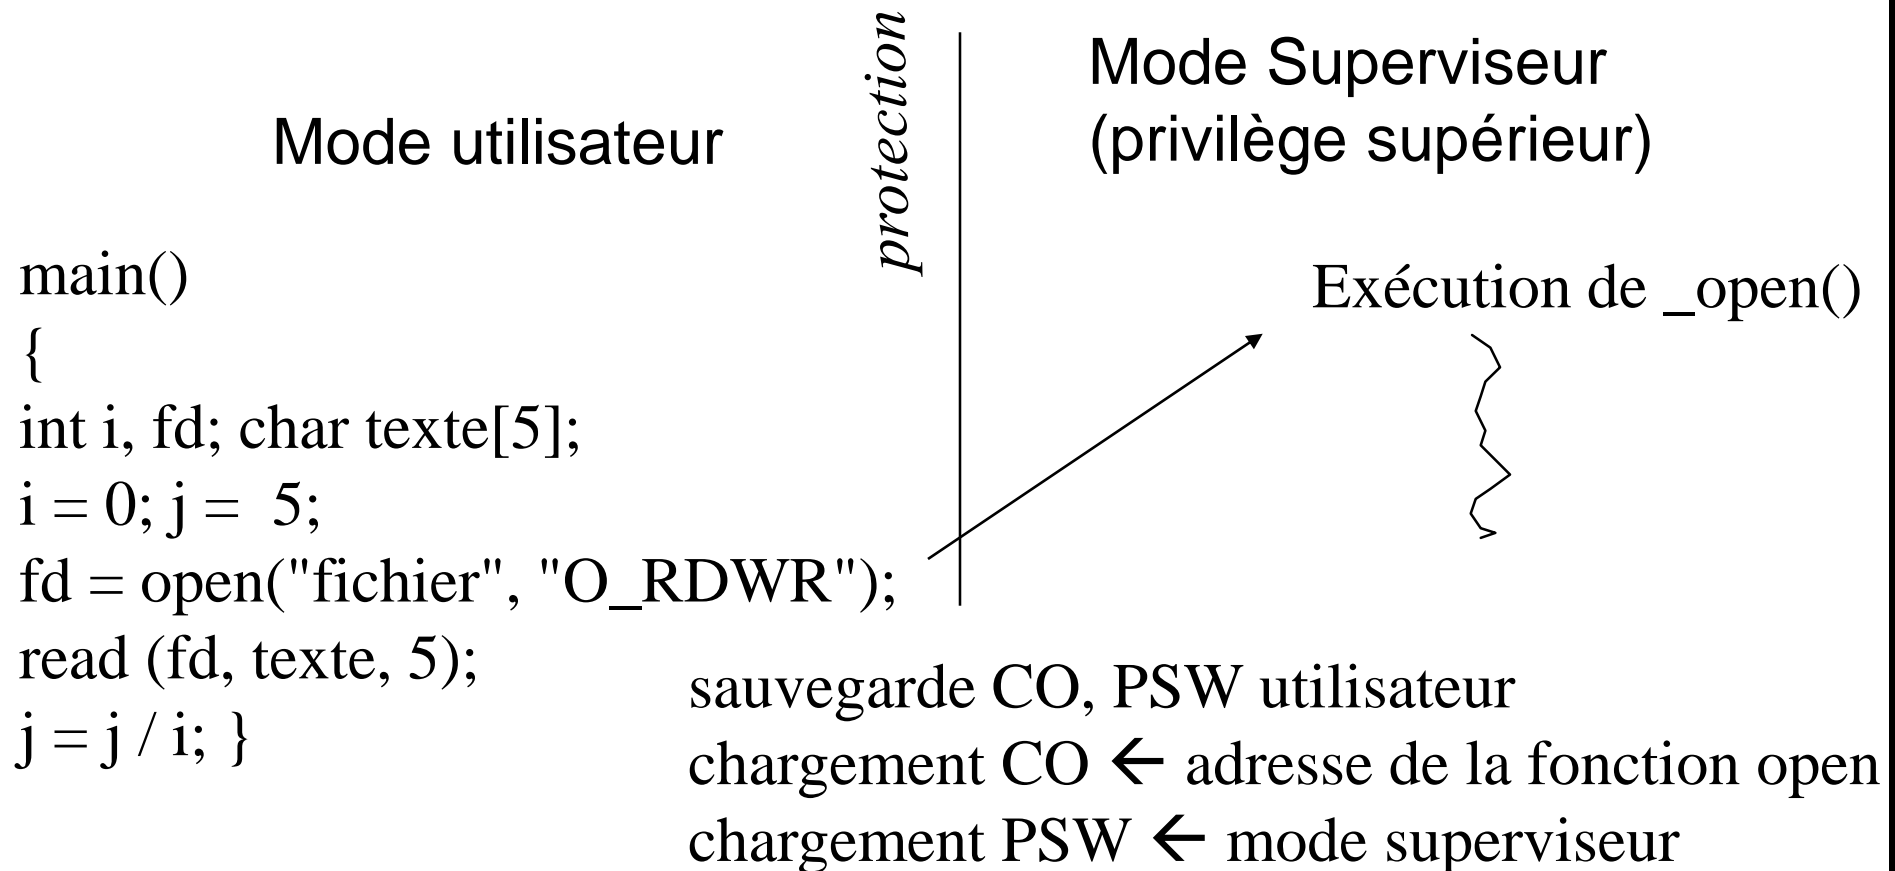 Mode utilisateur
protection
Mode Superviseur
(privilège supérieur)
main()
{
int i, fd; char texte[5];
i = 0; j =  5;
fd = open("fichier", "O_RDWR");
read (fd, texte, 5);
j = j / i; }
Exécution de _open()
sauvegarde CO, PSW utilisateur
chargement CO ← adresse de la fonction open
chargement PSW ← mode superviseur